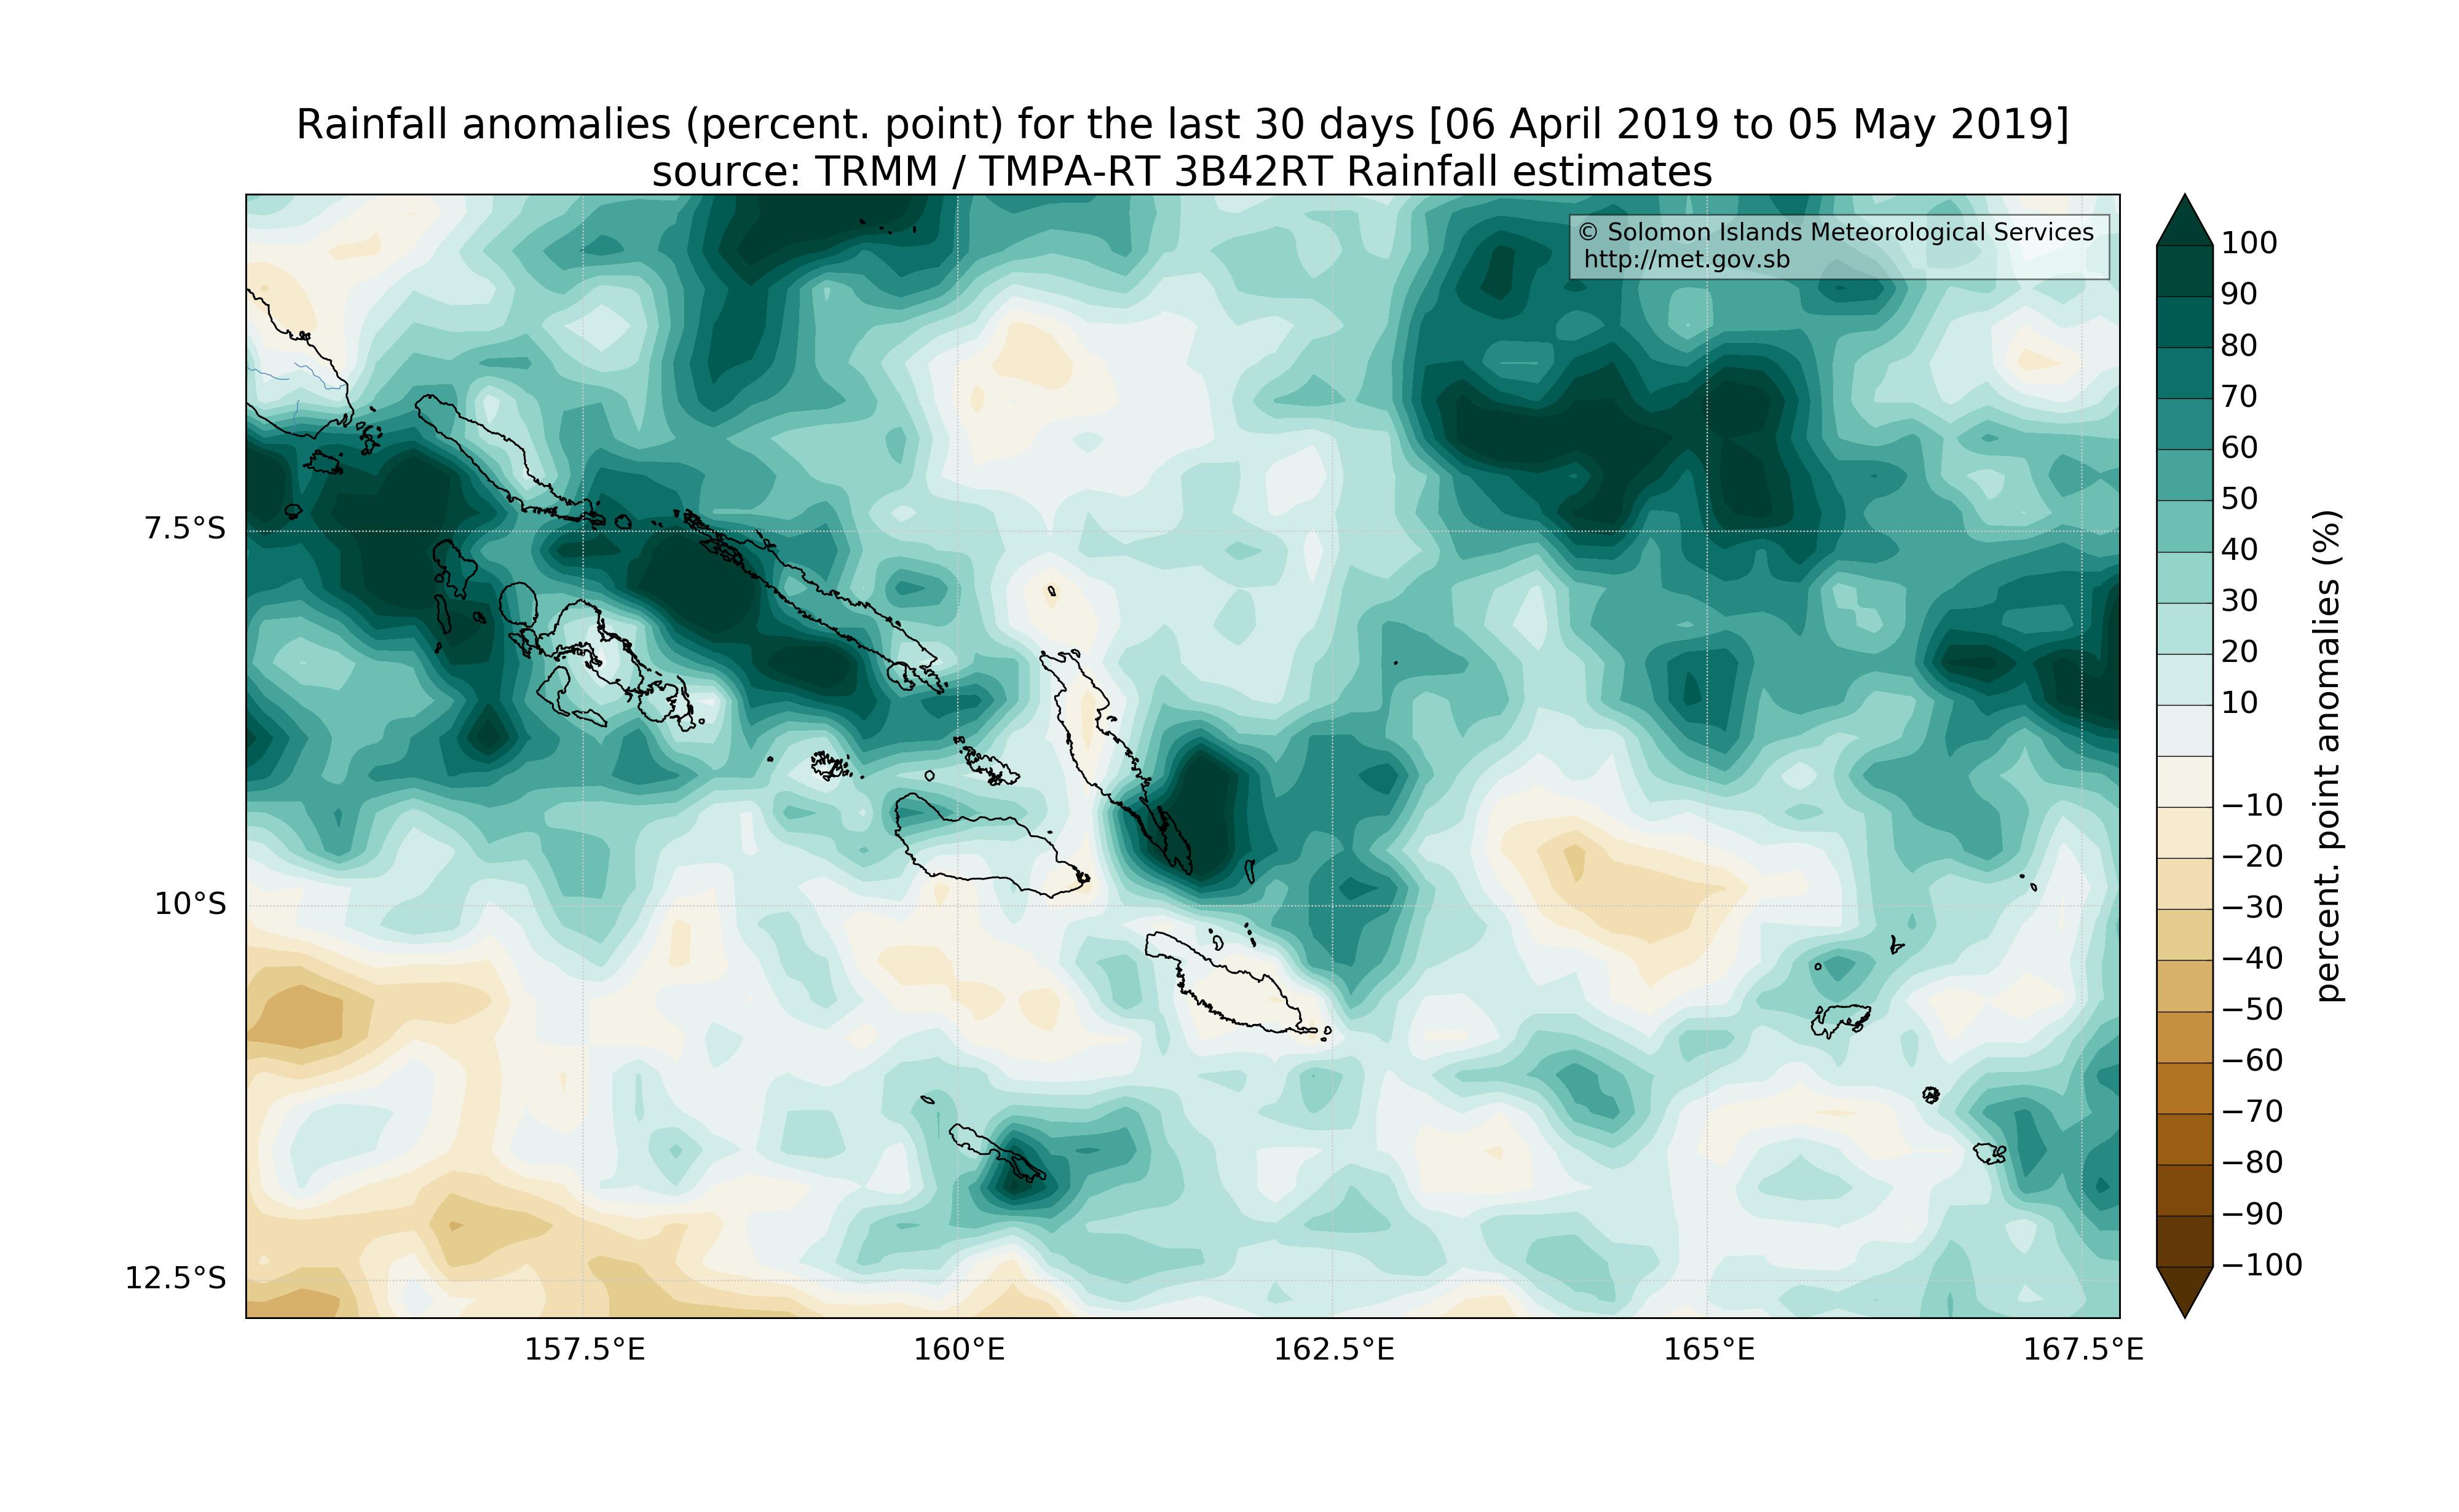 Rainfall anomalies (percent. point) for the last 30 days [06 April 2019 to 05 May 2019]
source: TRMM / TMPA-RT 3B42RT Rainfall estimates
© Solomon Islands Meteorological Services
http://met.gov.sb
7.5°S
10°S
12.5°S
157.5°E
160°E
162.5°E
165°E
167.5°E
100
90
80
70
60
50
40
30
20
10
−10
−20
−30
−40
−50
−60
−70
−80
−90
−100
percent. point anomalies (%)